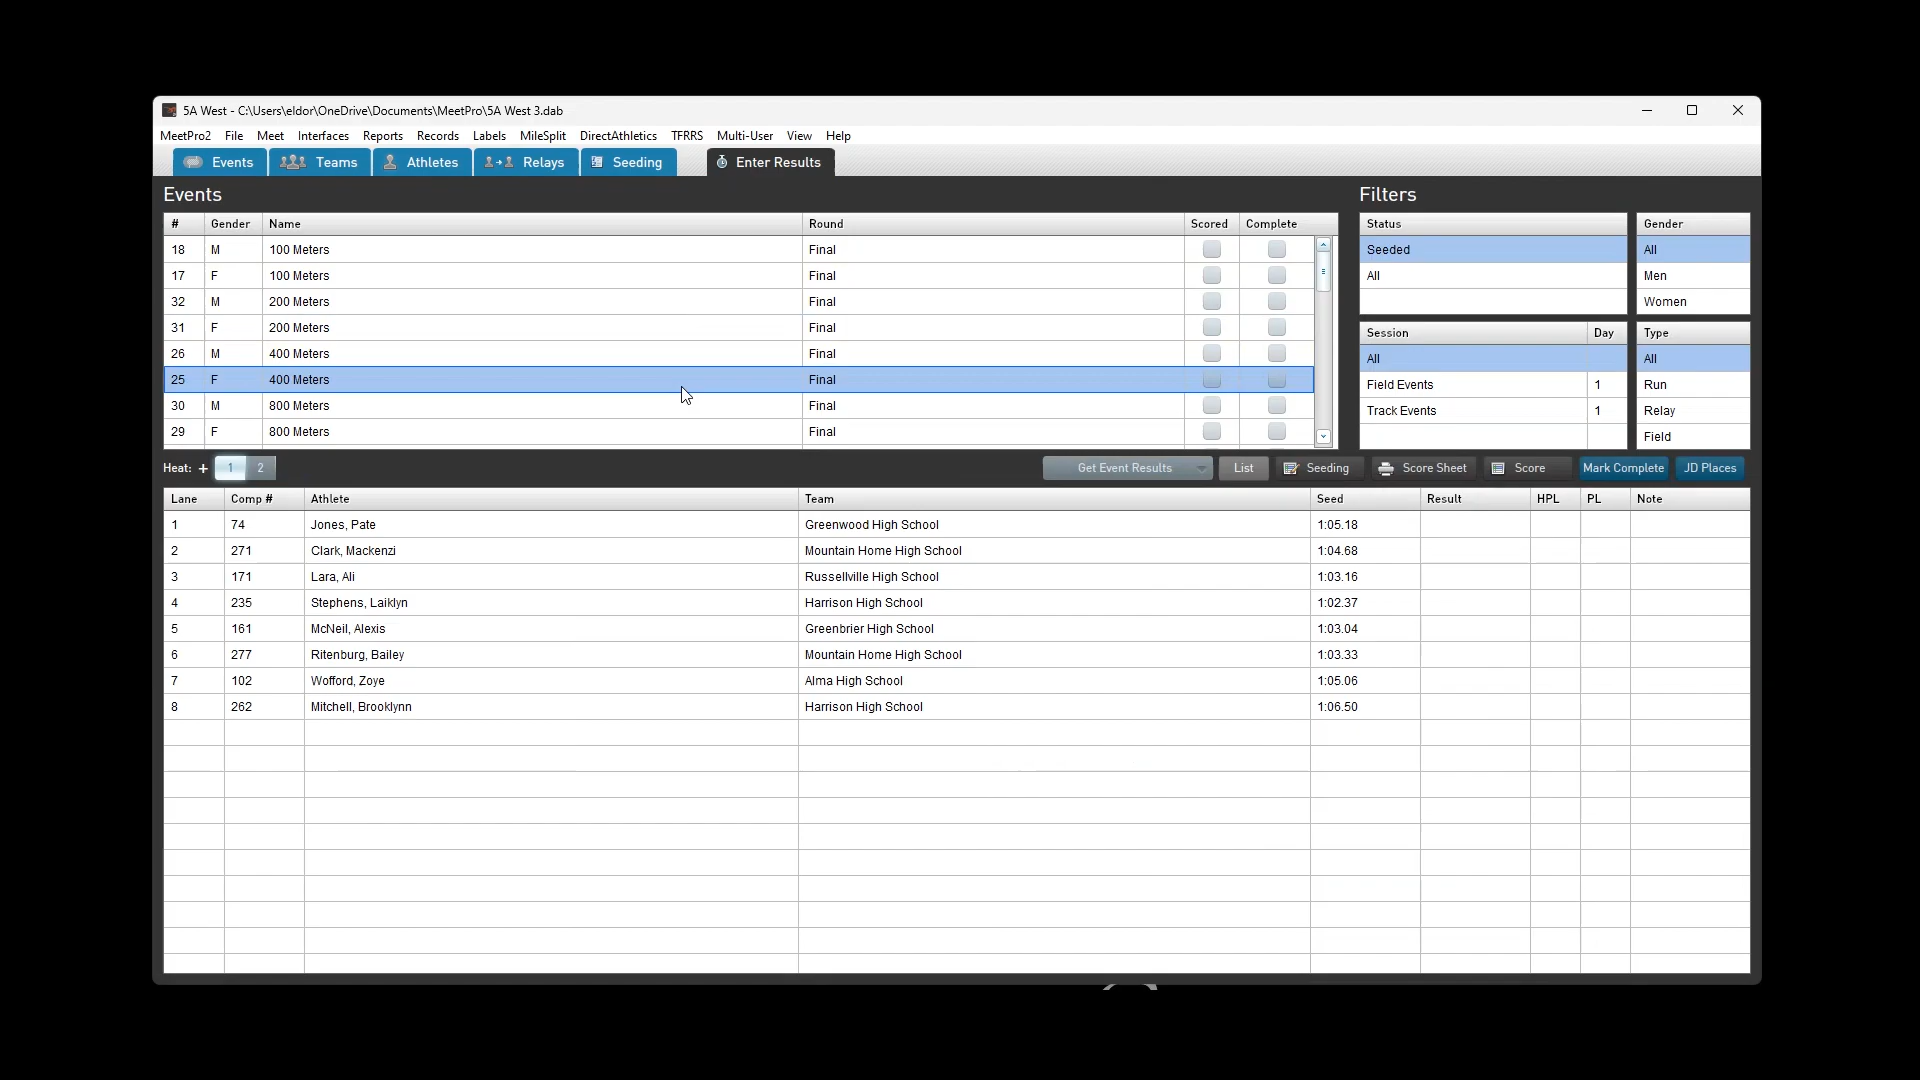 5A West - C:\Users\eldor\OneDrive\Documents\MeetPro\5A West 3.dab
MeetPro2 File Meet Interfaces Reports Records Labels MileSplit DirectAthletics TFRRS Multi-User View Help
Events Teams Athletes Relays Seeding Enter Results
Events Filters
# Gender Name Round Scored Complete Status Gender
18 M 100 Meters Final Seeded All
17 F 100 Meters Final All Men
32 M 200 Meters Final Women
31 F 200 Meters Final Session Day Type
26 M 400 Meters Final All All
25 F 400 Meters Final Field Events 1 Run
30 M 800 Meters Final Track Events 1 Relay
29 F 800 Meters Final Field
Heat: + 1 2 Get Event Results List Seeding Score Sheet Score Mark Complete JD Places
Lane Comp # Athlete Team Seed Result HPL PL Note
1 74 Jones, Pate Greenwood High School 1:05.18
2 271 Clark, Mackenzi Mountain Home High School 1:04.68
3 171 Lara, Ali Russellville High School 1:03.16
4 235 Stephens, Laiklyn Harrison High School 1:02.37
5 161 McNeil, Alexis Greenbrier High School 1:03.04
6 277 Ritenburg, Bailey Mountain Home High School 1:03.33
7 102 Wofford, Zoye Alma High School 1:05.06
8 262 Mitchell, Brooklynn Harrison High School 1:06.50